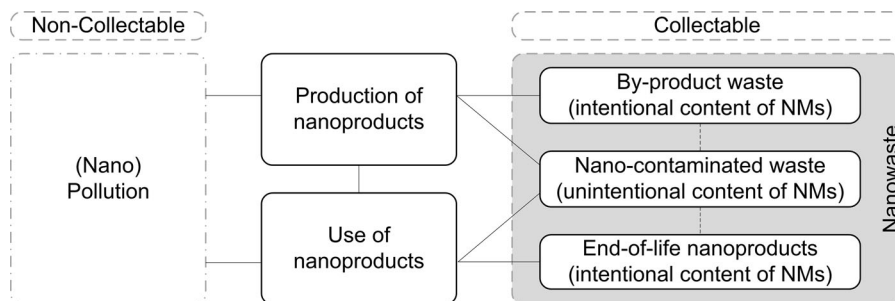 Non-Collectable
Collectable
(Nano)
Pollution
Production of
nanoproducts
Use of
nanoproducts
By-product waste
(intentional content of NMs)
Nano-contaminated waste
(unintentional content of NMs)
End-of-life nanoproducts
(intentional content of NMs)
Nanowaste